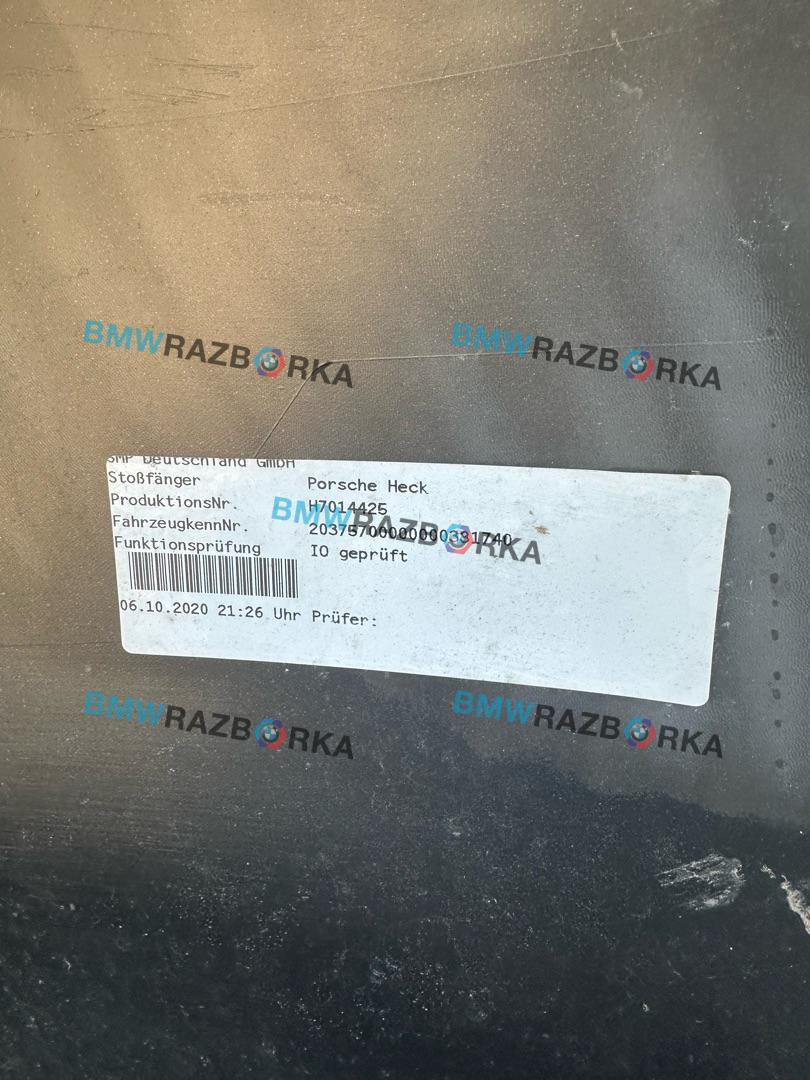 BMWRAZBORKA BMWRAZBORKA
SMP Deutschland GmbH
Stoßfänger Porsche Heck
ProduktionsNr. H7014425
Fahrzeugkennr.
Funktionsprüfung IO geprüft
BMWRAZBORKA
06.10.2020 21:26 Uhr Prüfer:
BMWRAZBORKA BMWRAZBORKA